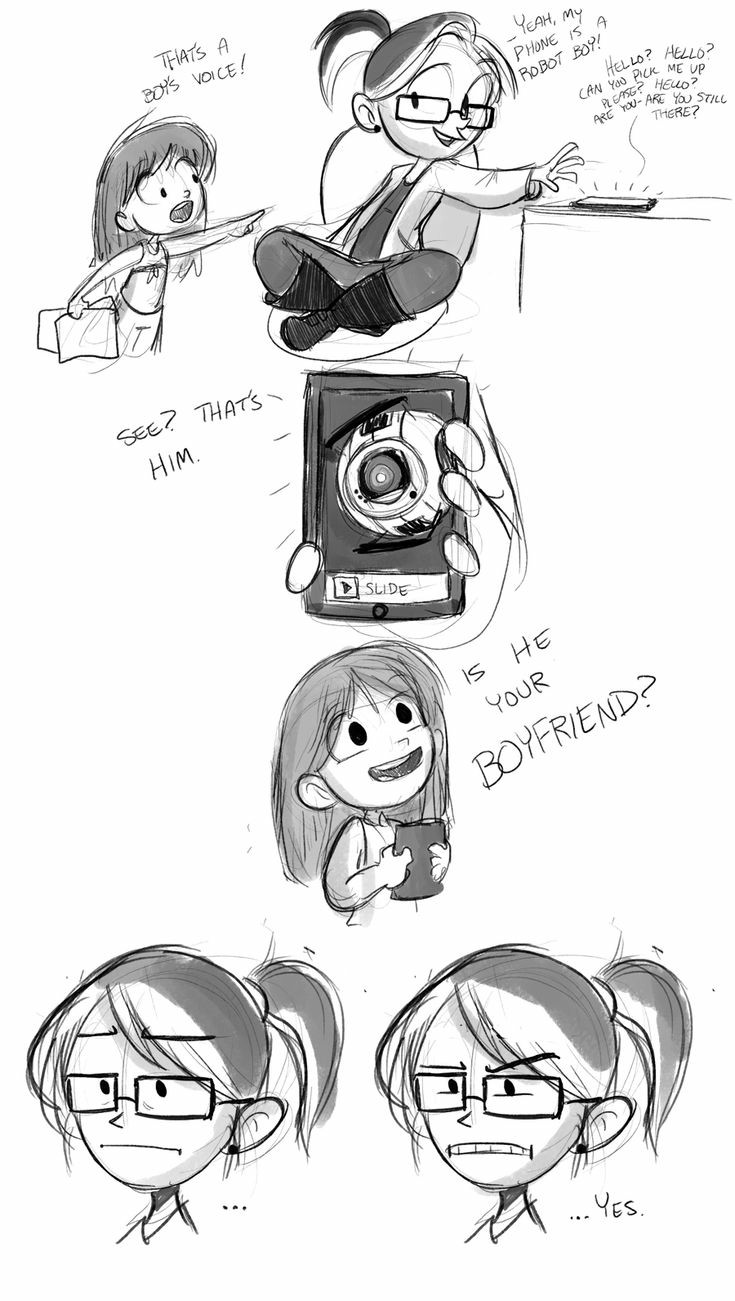 THAT'S A
BOY'S VOICE!
-YEAH, MY
PHONE IS A
ROBOT BOY!
HELLO? HELLO?
CAN YOU PICK ME UP
PLEASE? HELLO?
ARE YOU- ARE YOU STILL
THERE?
SEE? THAT'S
HIM.
SLIDE
IS HE
YOUR
BOYFRIEND?
...
...YES.